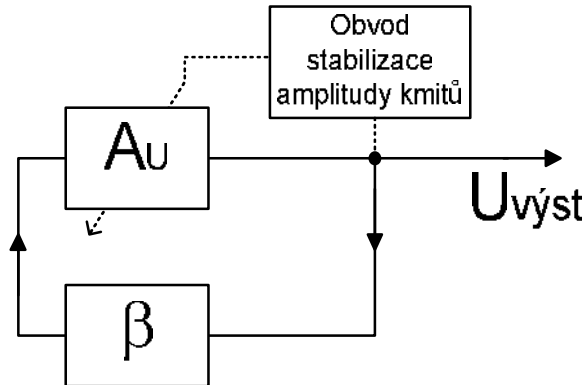 Obvod
stabilizace
amplitudy kmitů
AU
Uvýst
β